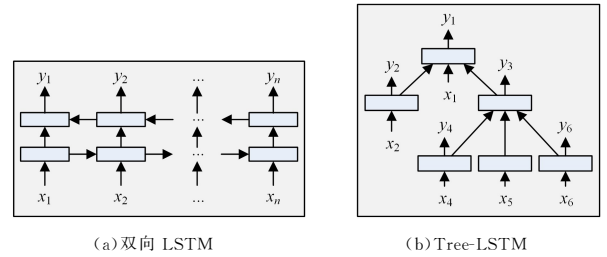 y₁ y₂ ... yₙ
...
...
x₁ x₂ ... xₙ
(a)双向 LSTM
y₁
y₂ y₃
x₁
y₄ y₆
x₂
x₄ x₅ x₆
(b)Tree-LSTM